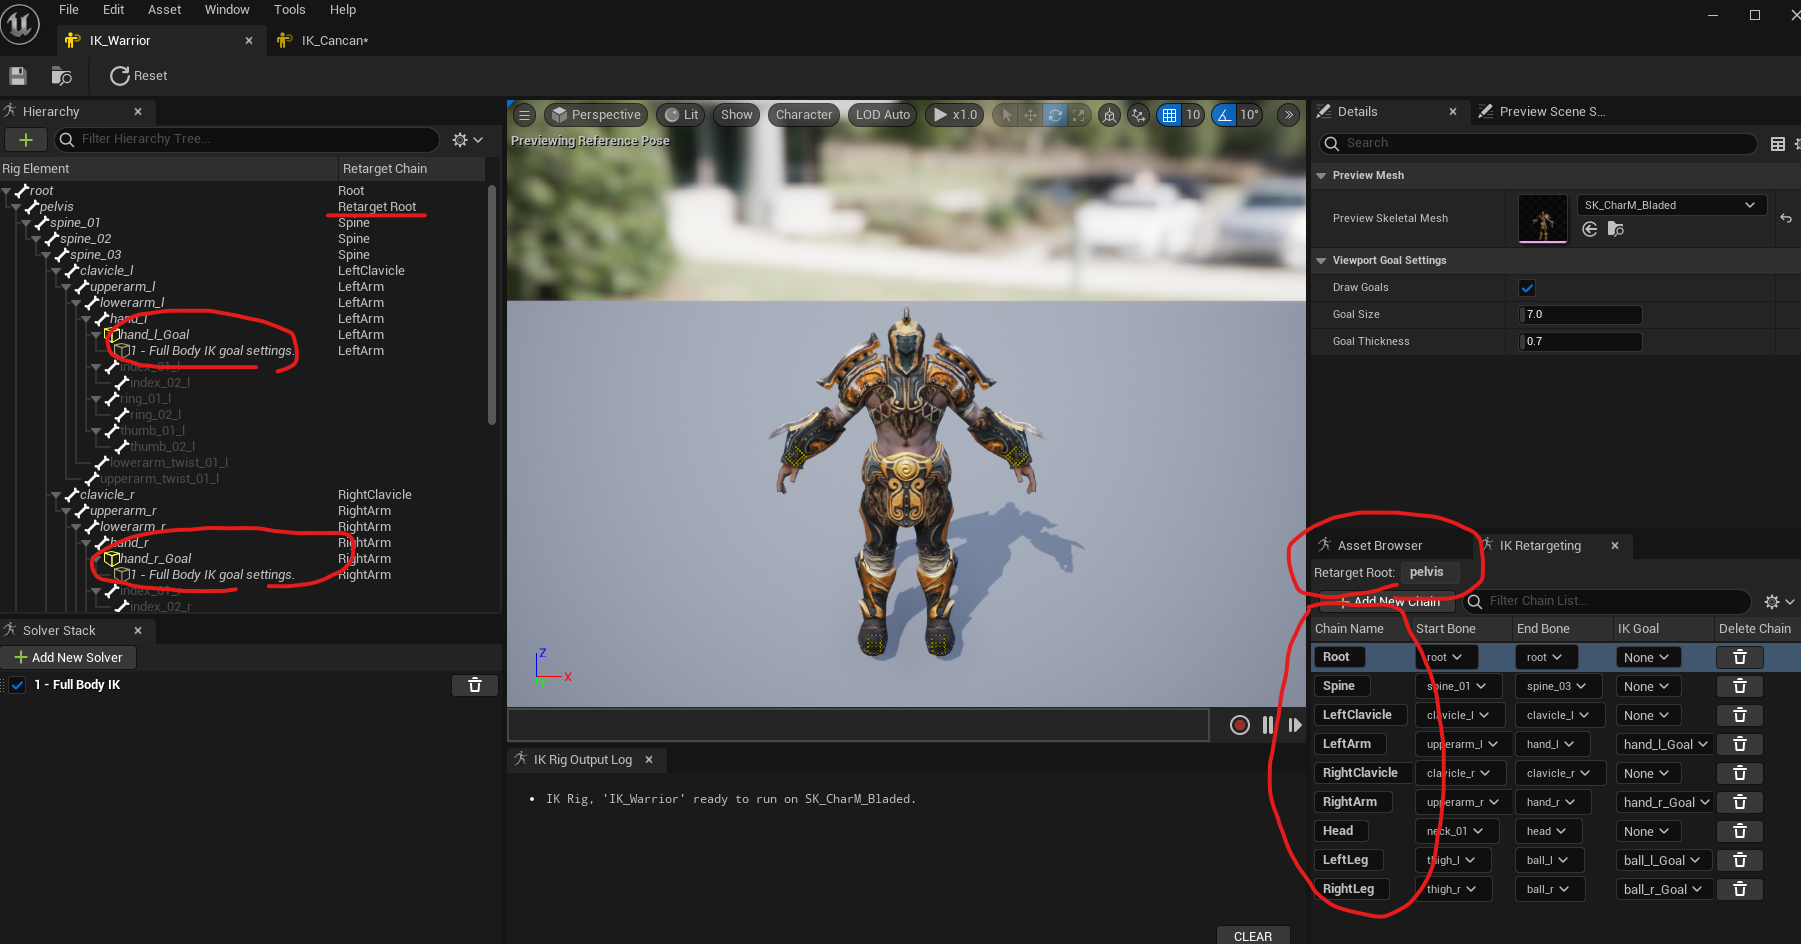 File Edit Asset Window Tools Help
IK_Warrior IK_Cancan*
Reset
Hierarchy
Filter Hierarchy Tree...
Rig Element Retarget Chain
root Root
pelvis Retarget Root
spine_01 Spine
spine_02 Spine
spine_03 Spine
clavicle_l LeftClavicle
upperarm_l LeftArm
lowerarm_l LeftArm
hand_l LeftArm
hand_l_Goal LeftArm
1 - Full Body IK goal settings. LeftArm
index_01_l
index_02_l
ring_01_l
ring_02_l
thumb_01_l
thumb_02_l
lowerarm_twist_01_l
upperarm_twist_01_l
clavicle_r RightClavicle
upperarm_r RightArm
lowerarm_r RightArm
hand_r RightArm
hand_r_Goal RightArm
1 - Full Body IK goal settings. RightArm
index_01_r
index_02_r
Solver Stack
Add New Solver
1 - Full Body IK
Perspective Lit Show Character LOD Auto x1.0 10 10°
Previewing Reference Pose
Z
X
IK Rig Output Log
IK Rig, 'IK_Warrior' ready to run on SK_CharM_Bladed.
CLEAR
Details Preview Scene S...
Search
Preview Mesh
Preview Skeletal Mesh SK_CharM_Bladed
Viewport Goal Settings
Draw Goals
Goal Size 7.0
Goal Thickness 0.7
Asset Browser IK Retargeting
Retarget Root: pelvis
Add New Chain Filter Chain List...
Chain Name Start Bone End Bone IK Goal Delete Chain
Root root root None
Spine spine_01 spine_03 None
LeftClavicle clavicle_l clavicle_l None
LeftArm upperarm_l hand_l hand_l_Goal
RightClavicle clavicle_r clavicle_r None
RightArm upperarm_r hand_r hand_r_Goal
Head neck_01 head None
LeftLeg thigh_l ball_l ball_l_Goal
RightLeg thigh_r ball_r ball_r_Goal